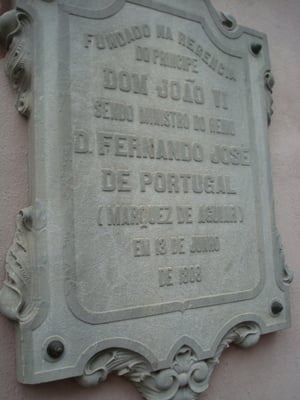 FUNDADO NA REGENCIA
DO PRINCIPE
DOM JOÃO VI
SENDO MINISTRO DO REINO
D. FERNANDO JOSÉ
DE PORTUGAL
(MARQUEZ DE AGUIAR)
EM 13 DE JUNHO
DE 1808